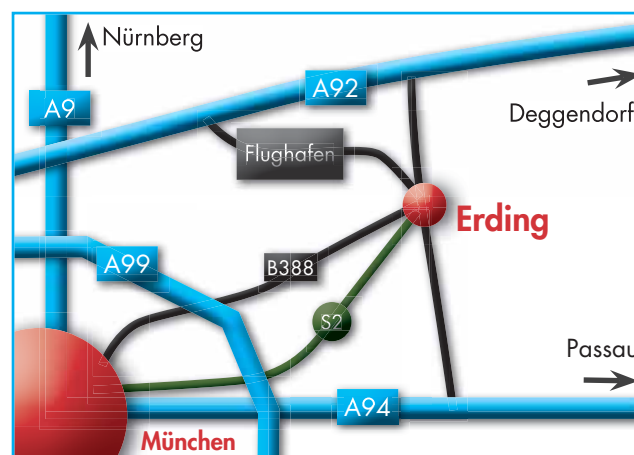 Nürnberg
A92
A9
Deggendorf
Flughafen
Erding
A99
B388
S2
Passau
A94
München